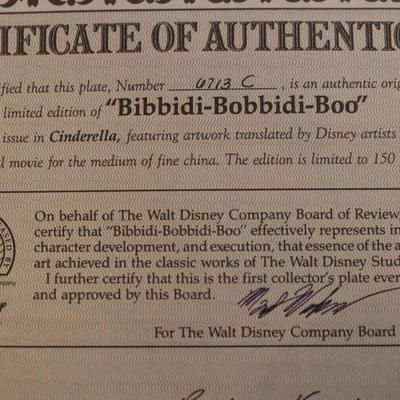 IFICATE OF AUTHENTIC
ified that this plate, Number 6713 C , is an authentic orig
limited edition of "Bibbidi-Bobbidi-Boo"
issue in Cinderella, featuring artwork translated by Disney artists
l movie for the medium of fine china. The edition is limited to 150
On behalf of The Walt Disney Company Board of Review,
certify that "Bibbidi-Bobbidi-Boo" effectively represents in
character development, and execution, that essence of the a
art achieved in the classic works of The Walt Disney Stud
I further certify that this is the first collector's plate ever
and approved by this Board.
For The Walt Disney Company Board